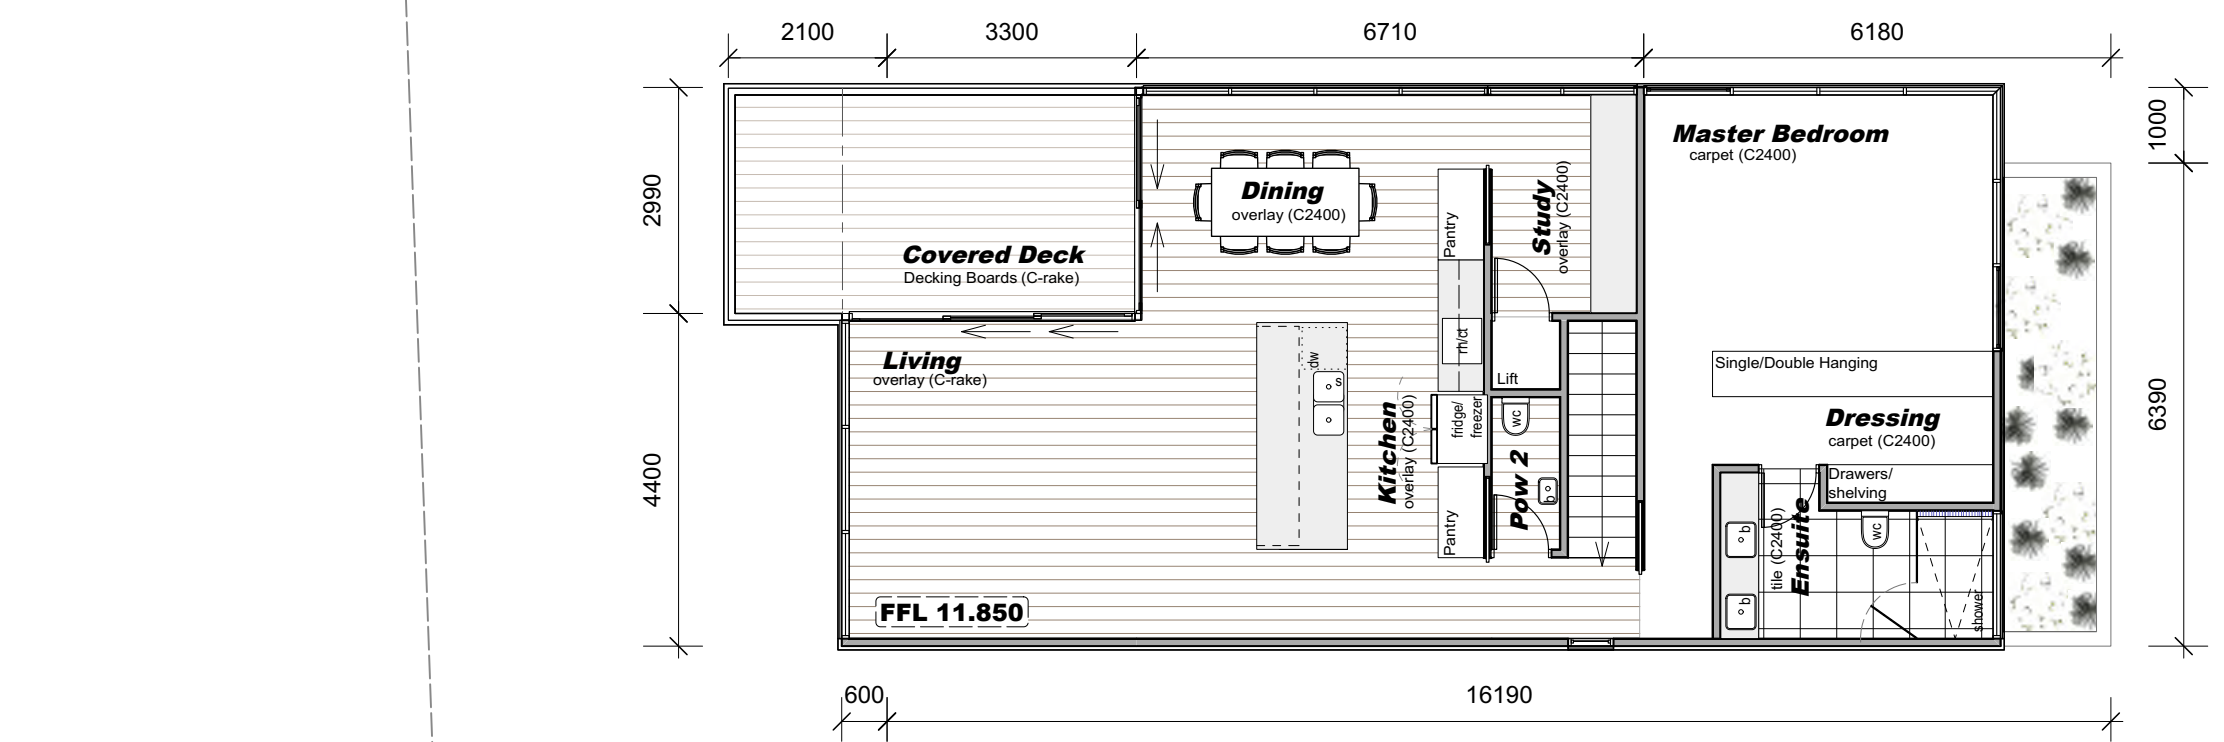 2100
3300
6710
6180
2990
4400
1000
6390
Master Bedroom
carpet (C2400)
Dining
overlay (C2400)
Study
overlay (C2400)
Pantry
Covered Deck
Decking Boards (C-rake)
Living
overlay (C-rake)
dw
s
rh/ct
Lift
Kitchen
overlay (C2400)
fridge/
freezer
wc
Pow 2
b
Pantry
Single/Double Hanging
Dressing
carpet (C2400)
Drawers/
shelving
Ensuite
tile (C2400)
b
b
wc
shower
FFL 11.850
600
16190